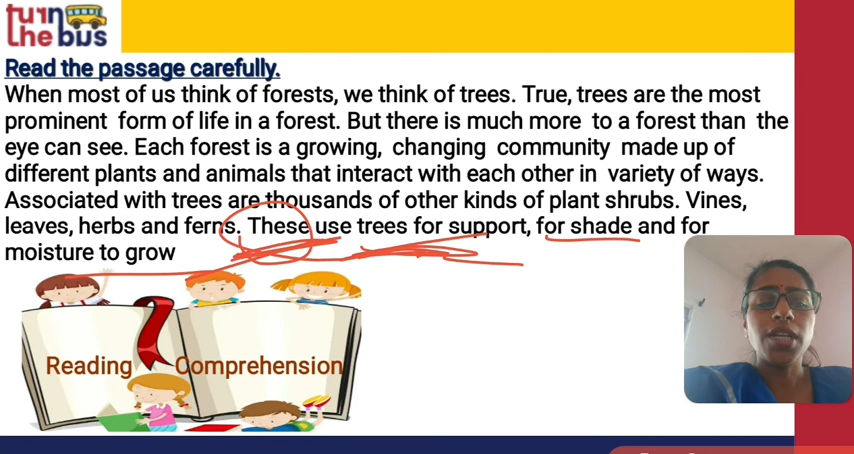 turn
the bus
Read the passage carefully.
When most of us think of forests, we think of trees. True, trees are the most
prominent form of life in a forest. But there is much more to a forest than the
eye can see. Each forest is a growing, changing community made up of
different plants and animals that interact with each other in variety of ways.
Associated with trees are thousands of other kinds of plant shrubs. Vines,
leaves, herbs and ferns. These use trees for support, for shade and for
moisture to grow
Reading Comprehension